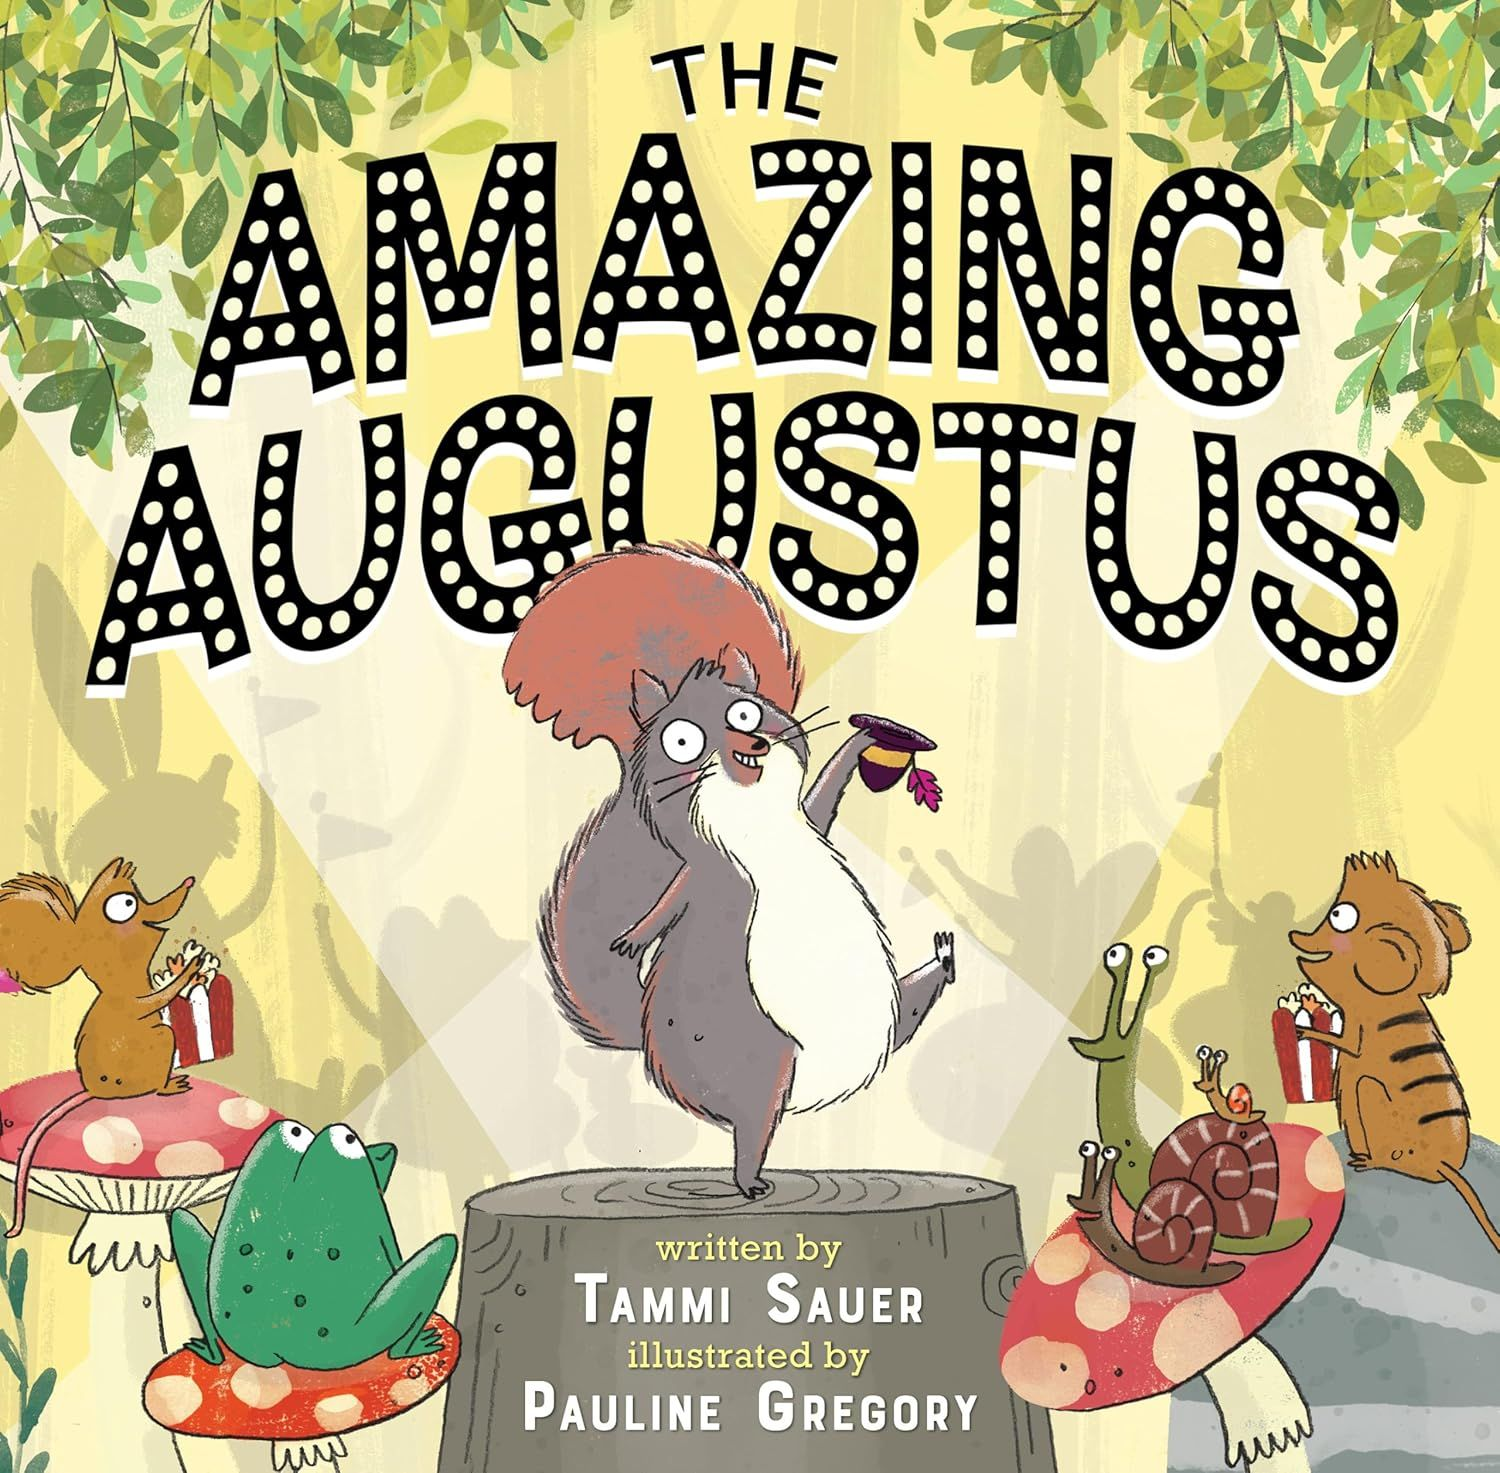 THE
AMAZING
AUGUSTUS
written by
TAMMI SAUER
illustrated by
PAULINE GREGORY